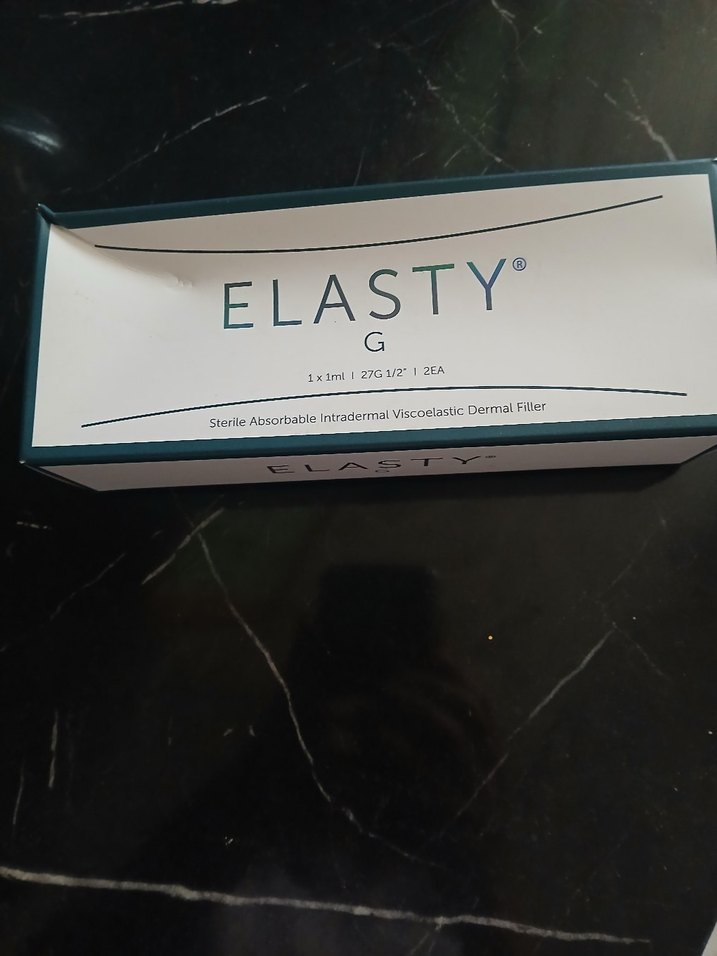 ELASTY®
G
1 x 1ml | 27G 1/2" | 2EA
Sterile Absorbable Intradermal Viscoelastic Dermal Filler
ELASTY®
G